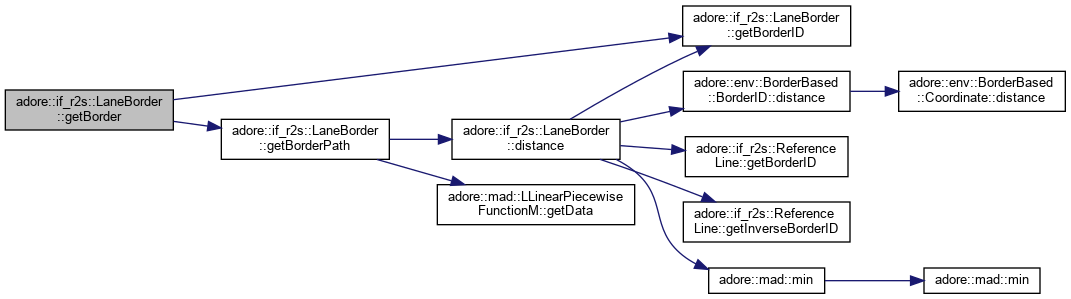 adore::if_r2s::LaneBorder
::getBorder
adore::if_r2s::LaneBorder
::getBorderPath
adore::if_r2s::LaneBorder
::distance
adore::mad::LLinearPiecewise
FunctionM::getData
adore::if_r2s::LaneBorder
::getBorderID
adore::env::BorderBased
::BorderID::distance
adore::env::BorderBased
::Coordinate::distance
adore::if_r2s::Reference
Line::getBorderID
adore::if_r2s::Reference
Line::getInverseBorderID
adore::mad::min
adore::mad::min